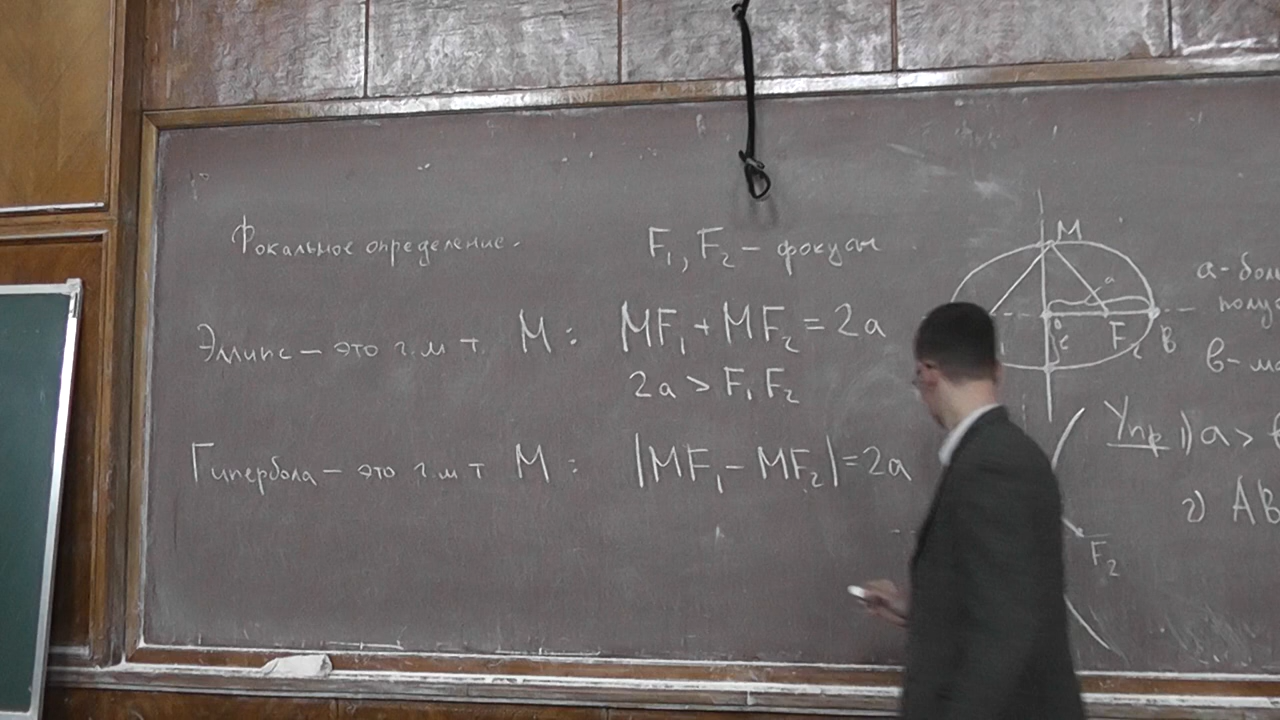 Фокальное определение.
F₁, F₂ – фокусы
Эллипс – это г.м т. M : MF₁ + MF₂ = 2a
2a > F₁F₂
Гипербола – это г.м т M : |MF₁ – MF₂| = 2a
M
a
c
F₂
B
a - боль
полу
b -
Упр 1) a >
2) AB
F₂